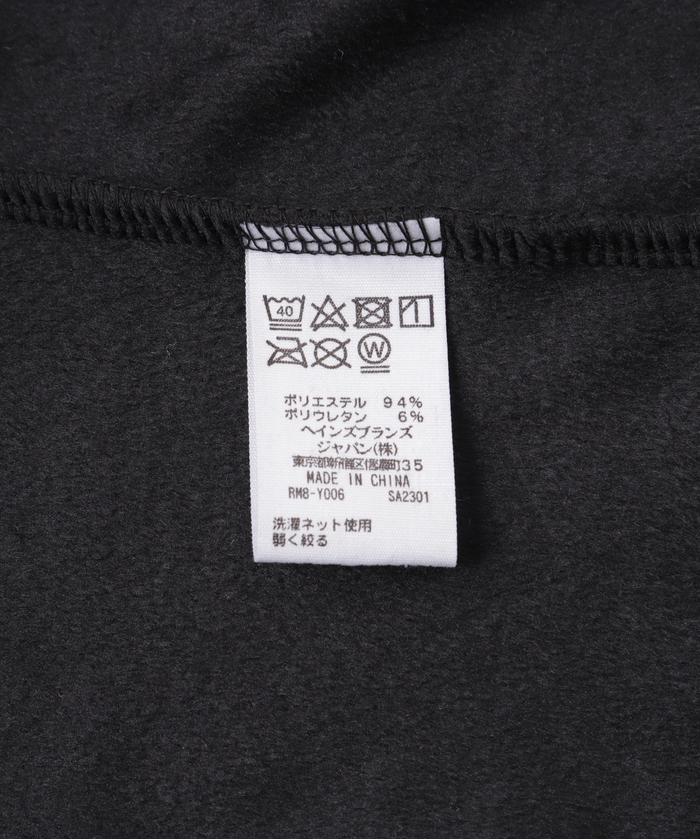 40
W
ポリエステル 94%
ポリウレタン 6%
ヘインズブランズ
ジャパン(株)
東京都新宿区信濃町35
MADE IN CHINA
RM8-Y006 SA2301
洗濯ネット使用
弱く絞る